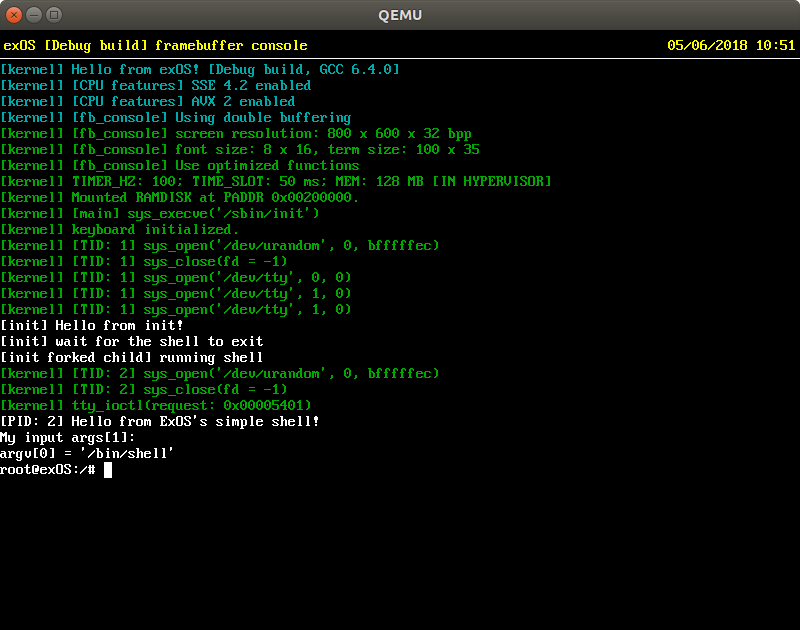 QEMU
exOS [Debug build] framebuffer console 05/06/2018 10:51
[kernel] Hello from exOS! [Debug build, GCC 6.4.0]
[kernel] [CPU features] SSE 4.2 enabled
[kernel] [CPU features] AVX 2 enabled
[kernel] [fb_console] Using double buffering
[kernel] [fb_console] screen resolution: 800 x 600 x 32 bpp
[kernel] [fb_console] font size: 8 x 16, term size: 100 x 35
[kernel] [fb_console] Use optimized functions
[kernel] TIMER_HZ: 100; TIME_SLOT: 50 ms; MEM: 128 MB [IN HYPERVISOR]
[kernel] Mounted RAMDISK at PADDR 0x00200000.
[kernel] [main] sys_execve('/sbin/init')
[kernel] keyboard initialized.
[kernel] [TID: 1] sys_open('/dev/urandom', 0, bfffffec)
[kernel] [TID: 1] sys_close(fd = -1)
[kernel] [TID: 1] sys_open('/dev/tty', 0, 0)
[kernel] [TID: 1] sys_open('/dev/tty', 1, 0)
[kernel] [TID: 1] sys_open('/dev/tty', 1, 0)
[init] Hello from init!
[init] wait for the shell to exit
[init forked child] running shell
[kernel] [TID: 2] sys_open('/dev/urandom', 0, bfffffec)
[kernel] [TID: 2] sys_close(fd = -1)
[kernel] tty_ioctl(request: 0x00005401)
[PID: 2] Hello from ExOS's simple shell!
My input args[1]:
argv[0] = '/bin/shell'
root@exOS:/#